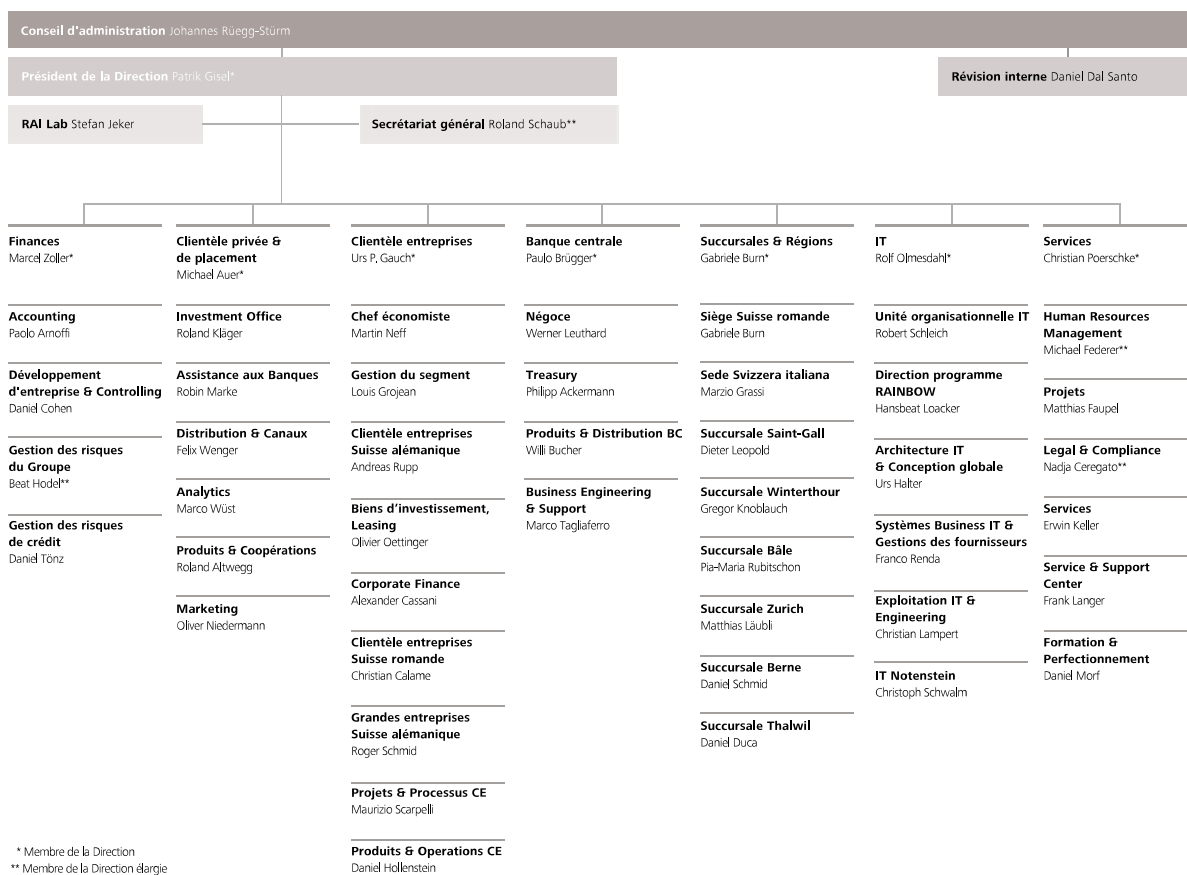 Conseil d'administration Johannes Rüegg-Stürm
Président de la Direction Patrik Gisel*
Révision interne Daniel Dal Santo
RAI Lab Stefan Jeker
Secrétariat général Roland Schaub**
Finances
Marcel Zoller*
Accounting
Paolo Arnoffi
Développement
d'entreprise & Controlling
Daniel Cohen
Gestion des risques
du Groupe
Beat Hodel**
Gestion des risques
de crédit
Daniel Tönz
Clientèle privée &
de placement
Michael Auer*
Investment Office
Roland Kläger
Assistance aux Banques
Robin Marke
Distribution & Canaux
Felix Wenger
Analytics
Marco Wüst
Produits & Coopérations
Roland Altwegg
Marketing
Oliver Niedermann
Clientèle entreprises
Urs P. Gauch*
Chef économiste
Martin Neff
Gestion du segment
Louis Grojean
Clientèle entreprises
Suisse alémanique
Andreas Rupp
Biens d’investissement,
Leasing
Olivier Oettinger
Corporate Finance
Alexander Cassani
Clientèle entreprises
Suisse romande
Christian Calame
Grandes entreprises
Suisse alémanique
Roger Schmid
Projets & Processus CE
Maurizio Scarpelli
Produits & Operations CE
Daniel Hollenstein
Banque centrale
Paulo Brügger*
Négoce
Werner Leuthard
Treasury
Philipp Ackermann
Produits & Distribution BC
Willi Bucher
Business Engineering
& Support
Marco Tagliaferro
Succursales & Régions
Gabriele Burn*
Siège Suisse romande
Gabriele Burn
Sede Svizzera italiana
Marzio Grassi
Succursale Saint-Gall
Dieter Leopold
Succursale Winterthour
Gregor Knoblauch
Succursale Bâle
Pia-Maria Rubitschon
Succursale Zurich
Matthias Läubli
Succursale Berne
Daniel Schmid
Succursale Thalwil
Daniel Duca
IT
Rolf Olmesdahl*
Unité organisationnelle IT
Robert Schleich
Direction programme
RAINBOW
Hansbeat Loacker
Architecture IT
& Conception globale
Urs Halter
Systèmes Business IT &
Gestions des fournisseurs
Franco Renda
Exploitation IT &
Engineering
Christian Lampert
IT Notenstein
Christoph Schwalm
Services
Christian Poerschke*
Human Resources
Management
Michael Federer**
Projets
Matthias Faupel
Legal & Compliance
Nadja Ceregato**
Services
Erwin Keller
Service & Support
Center
Frank Langer
Formation &
Perfectionnement
Daniel Morf
* Membre de la Direction
** Membre de la Direction élargie